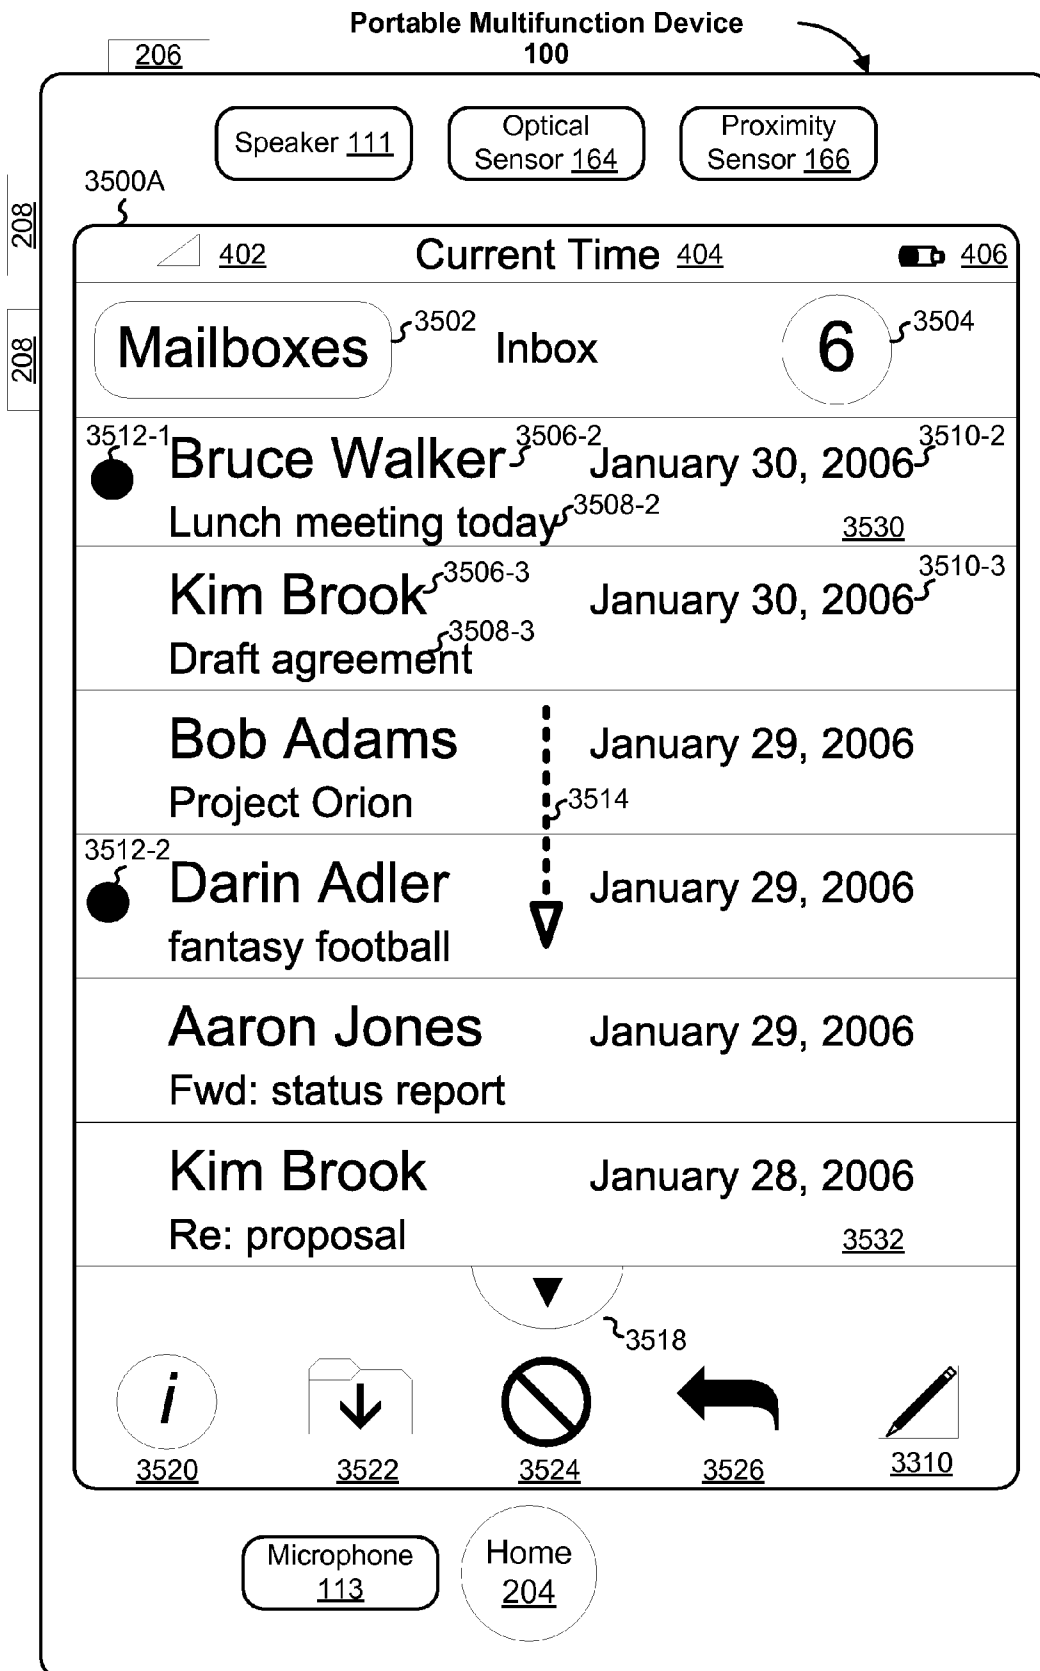 Portable Multifunction Device
100
206
Speaker 111
Optical
Sensor 164
Proximity
Sensor 166
3500A
208
208
402
Current Time 404
406
Mailboxes
3502
Inbox
6
3504
3512-1
Bruce Walker
3506-2
January 30, 2006
3510-2
Lunch meeting today
3508-2
3530
Kim Brook
3506-3
January 30, 2006
3510-3
Draft agreement
3508-3
Bob Adams
January 29, 2006
Project Orion
3514
3512-2
Darin Adler
January 29, 2006
fantasy football
Aaron Jones
January 29, 2006
Fwd: status report
Kim Brook
January 28, 2006
Re: proposal
3532
3518
i
3520
3522
3524
3526
3310
Microphone
113
Home
204